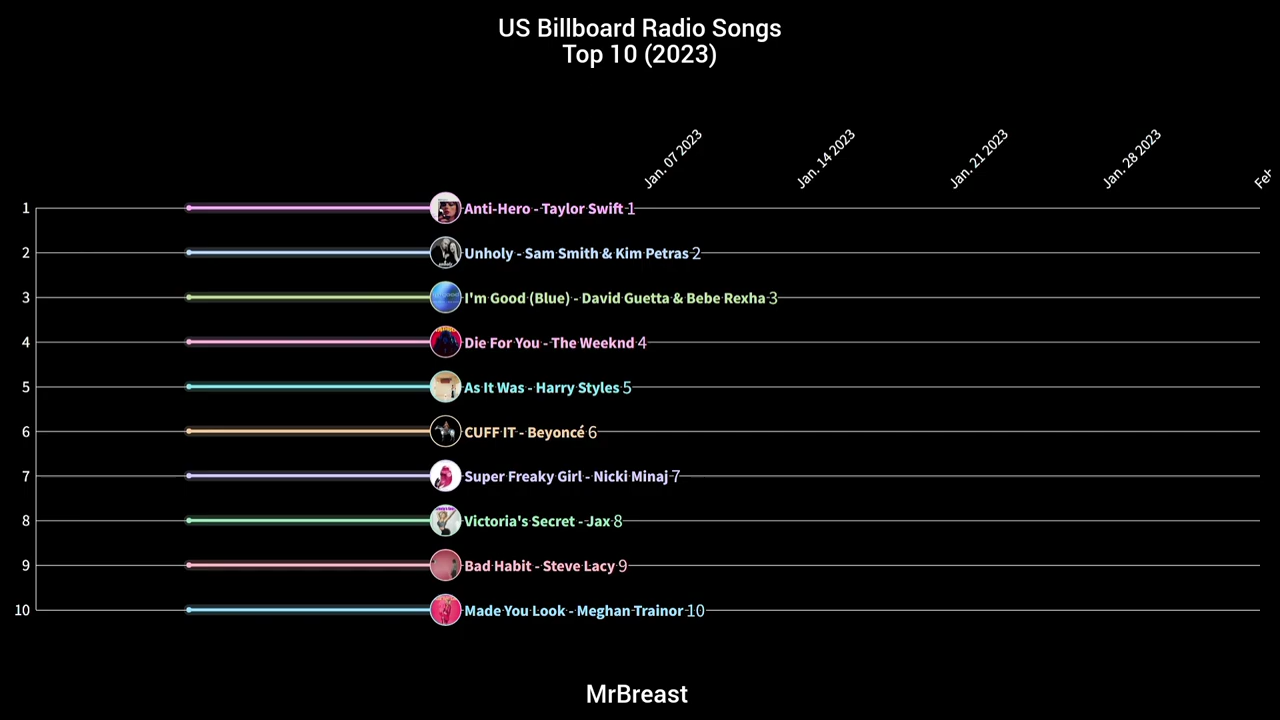 US Billboard Radio Songs
Top 10 (2023)
Jan. 07 2023 Jan. 14 2023 Jan. 21 2023 Jan. 28 2023
1 Anti-Hero - Taylor Swift 1
2 Unholy - Sam Smith & Kim Petras 2
3 I'm Good (Blue) - David Guetta & Bebe Rexha 3
4 Die For You - The Weeknd 4
5 As It Was - Harry Styles 5
6 CUFF IT - Beyoncé 6
7 Super Freaky Girl - Nicki Minaj 7
8 Victoria's Secret - Jax 8
9 Bad Habit - Steve Lacy 9
10 Made You Look - Meghan Trainor 10
MrBreast